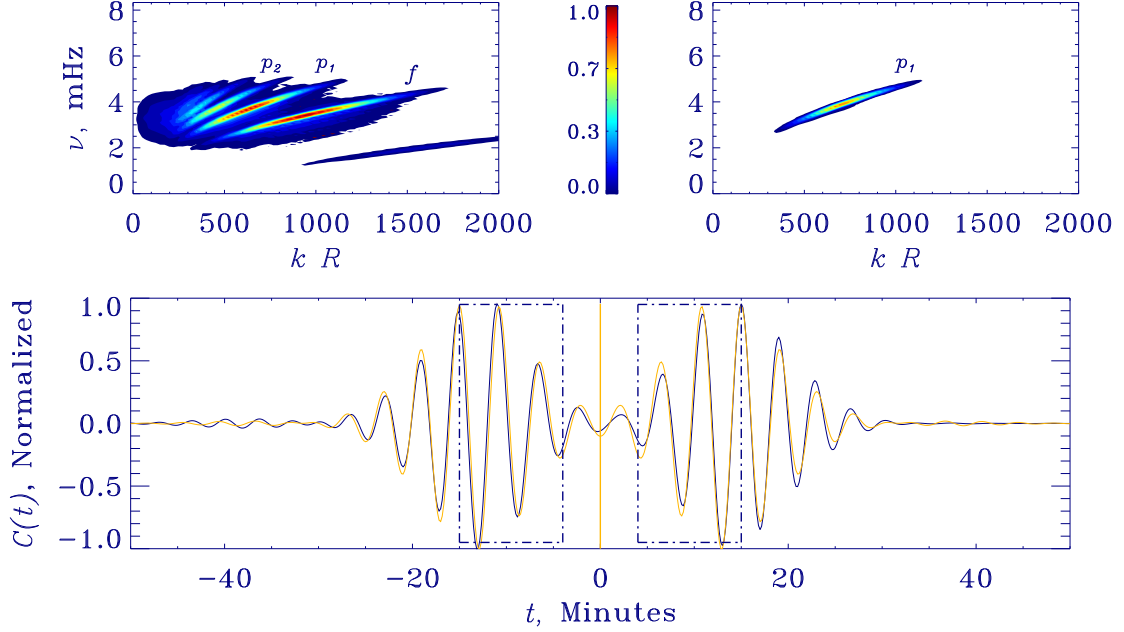 8
6
4
2
0
ν, mHz
p₂ p₁ f
0 500 1000 1500 2000
k R
1.0
0.7
0.3
0.0
8
6
4
2
0
p₁
0 500 1000 1500 2000
k R
1.0
0.5
0.0
−0.5
−1.0
C(t), Normalized
−40 −20 0 20 40
t, Minutes